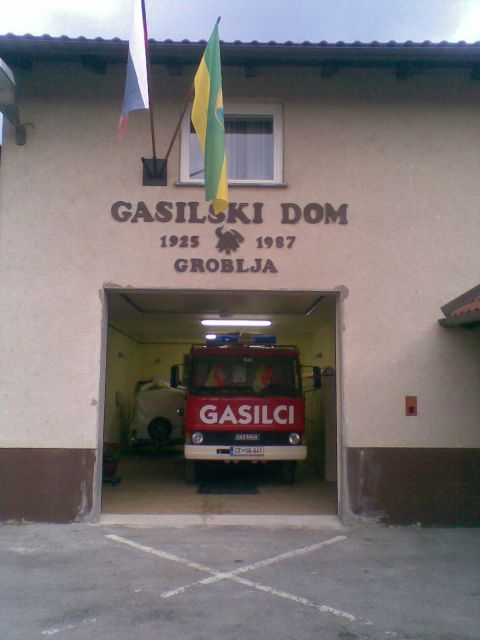 GASILSKI DOM
1925 1987
GROBLJA
GASILCI